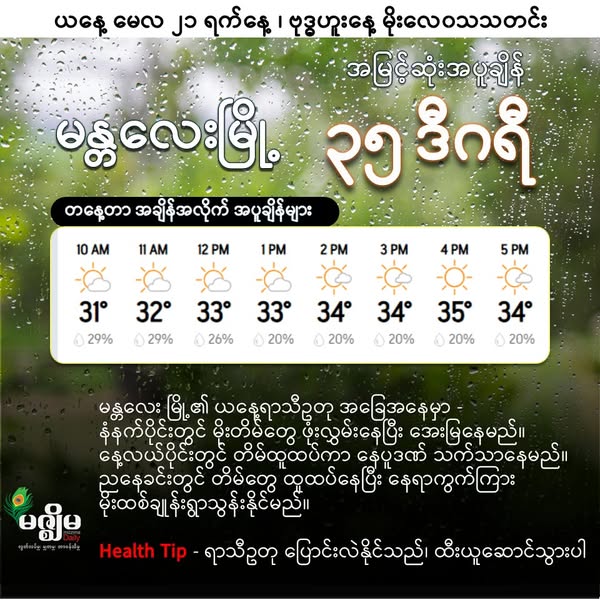 ယနေ့ မေလ ၂၁ ရက်နေ့ ၊ ဗုဒ္ဓဟူးနေ့ မိုးလေဝသသတင်း
အမြင့်ဆုံးအပူချိန်
မန္တလေးမြို့ ၃၅ ဒီဂရီ
တနေ့တာ အချိန်အလိုက် အပူချိန်များ
10 AM 11 AM 12 PM 1 PM 2 PM 3 PM 4 PM 5 PM
31° 32° 33° 33° 34° 34° 35° 34°
29% 29% 26% 20% 20% 20% 20% 20%
မန္တလေး မြို့၏ ယနေ့ရာသီဥတု အခြေအနေမှာ -
နံနက်ပိုင်းတွင် မိုးတိမ်တွေ ဖုံးလွှမ်းနေပြီး အေးမြနေမည်။
နေ့လယ်ပိုင်းတွင် တိမ်ထူထပ်ကာ နေပူဒဏ် သက်သာနေမည်။
ညနေခင်းတွင် တိမ်တွေ ထူထပ်နေပြီး နေရာကွက်ကြား
မိုးထစ်ချုန်းရွာသွန်းနိုင်မည်။
မဇ္ဈိမ
Daily
Health Tip - ရာသီဥတု ပြောင်းလဲနိုင်သည်၊ ထီးယူဆောင်သွားပါ